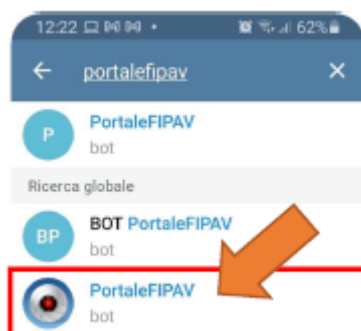 12:22 62%
portalefipav
P PortaleFIPAV
bot
Ricerca globale
BP BOT PortaleFIPAV
bot
PortaleFIPAV
bot